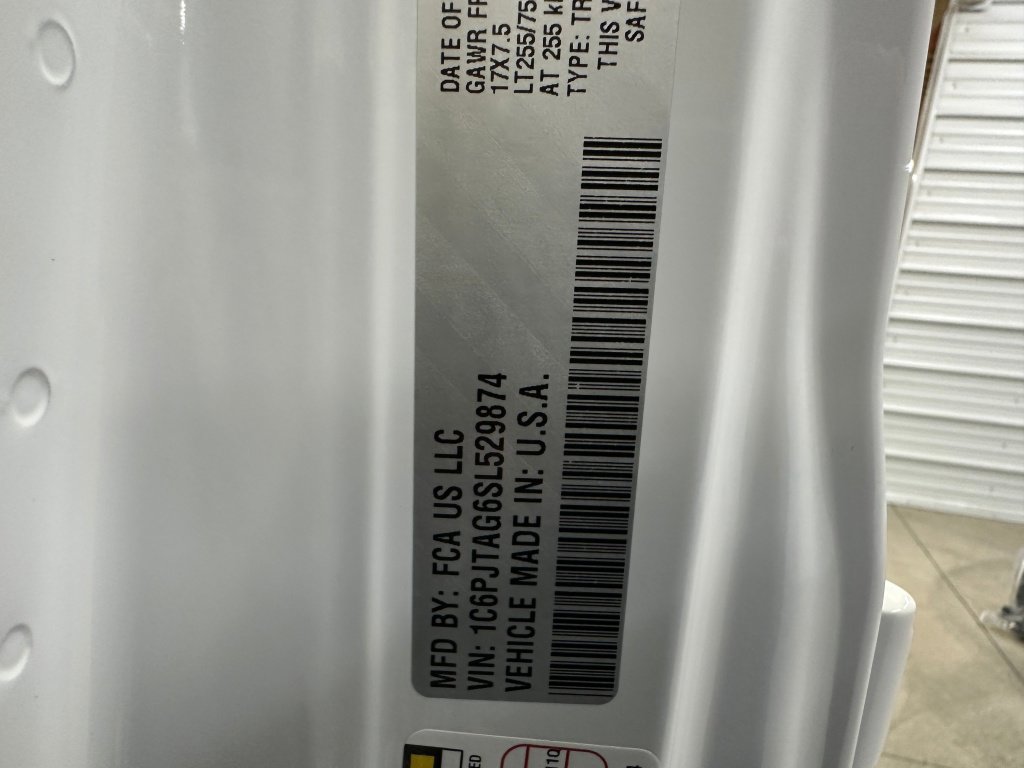 MFD BY: FCA US LLC
VIN: 1C6PJTAG6SL529874
VEHICLE MADE IN: U.S.A.
DATE OF
GAWR FR
17X7.5
LT255/75
AT 255 k
TYPE: TR
THIS V
SAF
ED